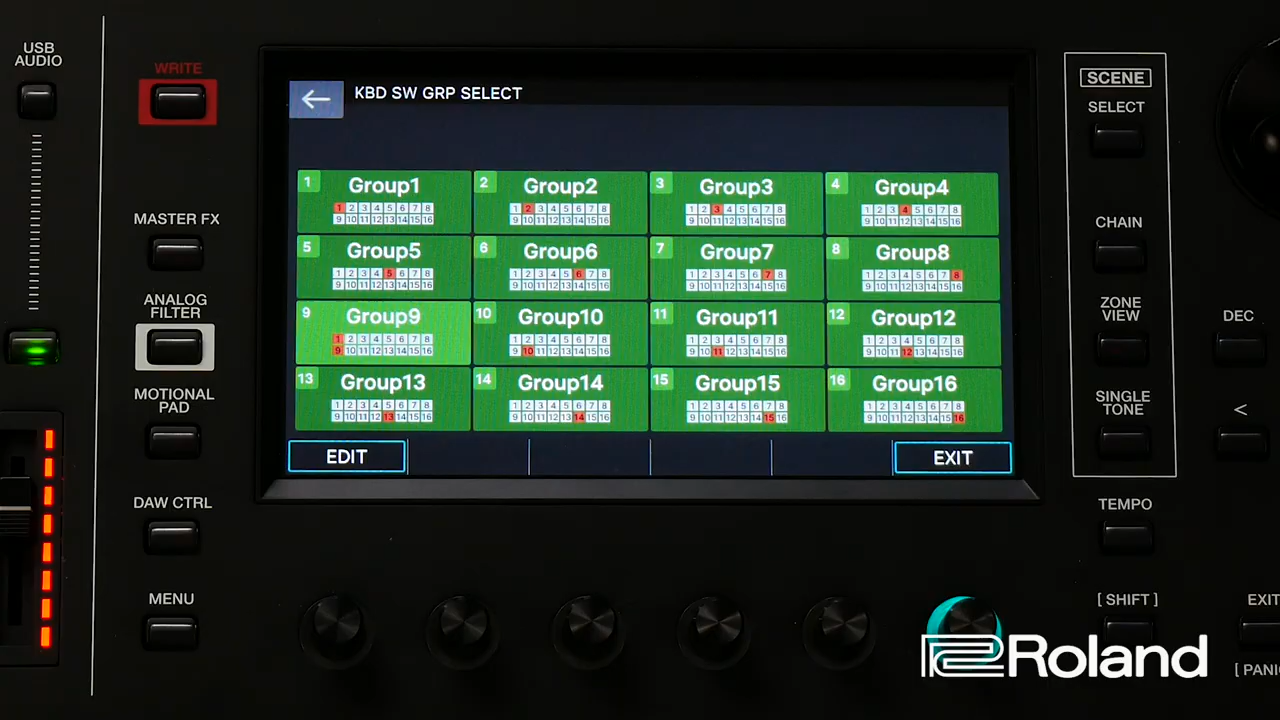 USB
AUDIO
WRITE
MASTER FX
ANALOG
FILTER
MOTIONAL
PAD
DAW CTRL
MENU
KBD SW GRP SELECT
1 Group1
1 2 3 4 5 6 7 8
9 10 11 12 13 14 15 16
2 Group2
1 2 3 4 5 6 7 8
9 10 11 12 13 14 15 16
3 Group3
1 2 3 4 5 6 7 8
9 10 11 12 13 14 15 16
4 Group4
1 2 3 4 5 6 7 8
9 10 11 12 13 14 15 16
5 Group5
1 2 3 4 5 6 7 8
9 10 11 12 13 14 15 16
6 Group6
1 2 3 4 5 6 7 8
9 10 11 12 13 14 15 16
7 Group7
1 2 3 4 5 6 7 8
9 10 11 12 13 14 15 16
8 Group8
1 2 3 4 5 6 7 8
9 10 11 12 13 14 15 16
9 Group9
1 2 3 4 5 6 7 8
9 10 11 12 13 14 15 16
10 Group10
1 2 3 4 5 6 7 8
9 10 11 12 13 14 15 16
11 Group11
1 2 3 4 5 6 7 8
9 10 11 12 13 14 15 16
12 Group12
1 2 3 4 5 6 7 8
9 10 11 12 13 14 15 16
13 Group13
1 2 3 4 5 6 7 8
9 10 11 12 13 14 15 16
14 Group14
1 2 3 4 5 6 7 8
9 10 11 12 13 14 15 16
15 Group15
1 2 3 4 5 6 7 8
9 10 11 12 13 14 15 16
16 Group16
1 2 3 4 5 6 7 8
9 10 11 12 13 14 15 16
EDIT
EXIT
SCENE
SELECT
CHAIN
ZONE
VIEW
SINGLE
TONE
TEMPO
[ SHIFT ]
DEC
<
EXIT
[ PANI
Roland